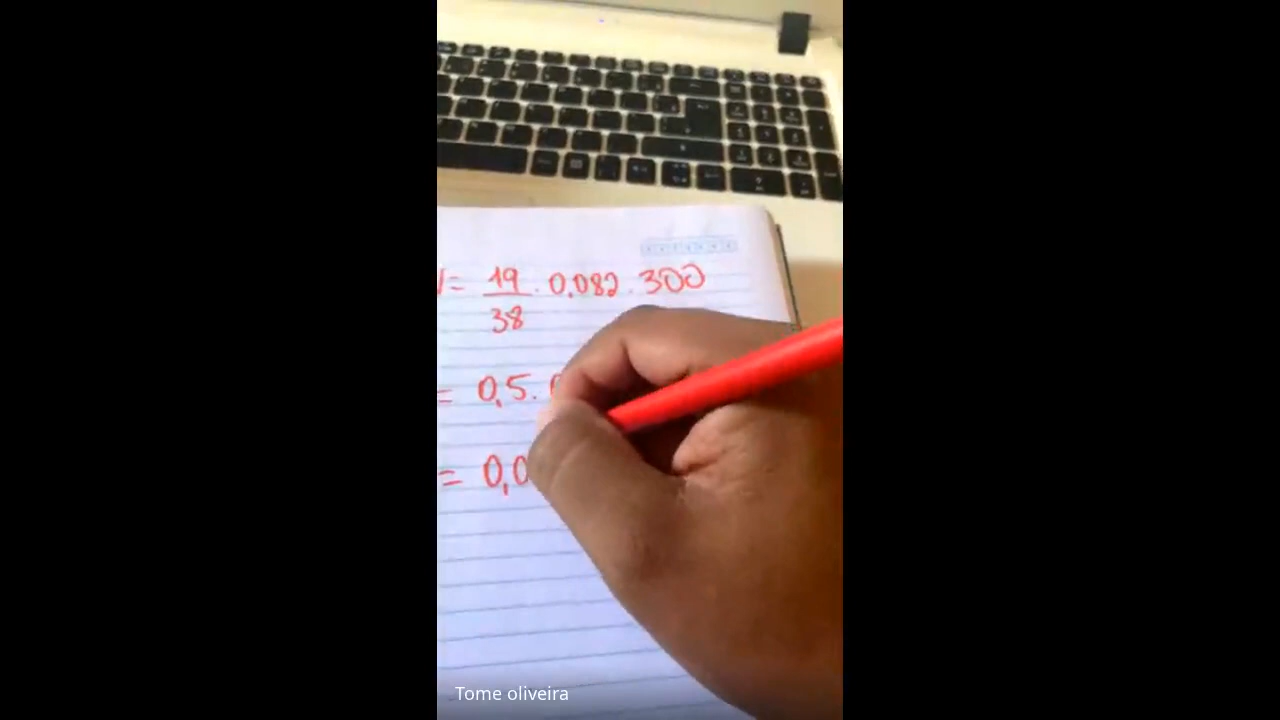 V= 19/38 . 0,082 . 300
= 0,5.
= 0,0
Tome oliveira